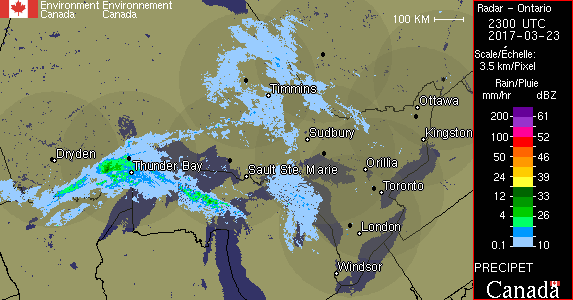 Environment Environnement
Canada Canada
100 KM
Timmins
Ottawa
Sudbury
Kingston
Dryden
Thunder Bay
Sault Ste. Marie
Orillia
Toronto
London
Windsor
Radar - Ontario
2300 UTC
2017-03-23
Scale/Échelle:
3.5 km/Pixel
Rain/Pluie
mm/hr dBZ
200 61
100 52
50 46
24 39
12 33
4 26
0.1 10
PRECIPET
Canada